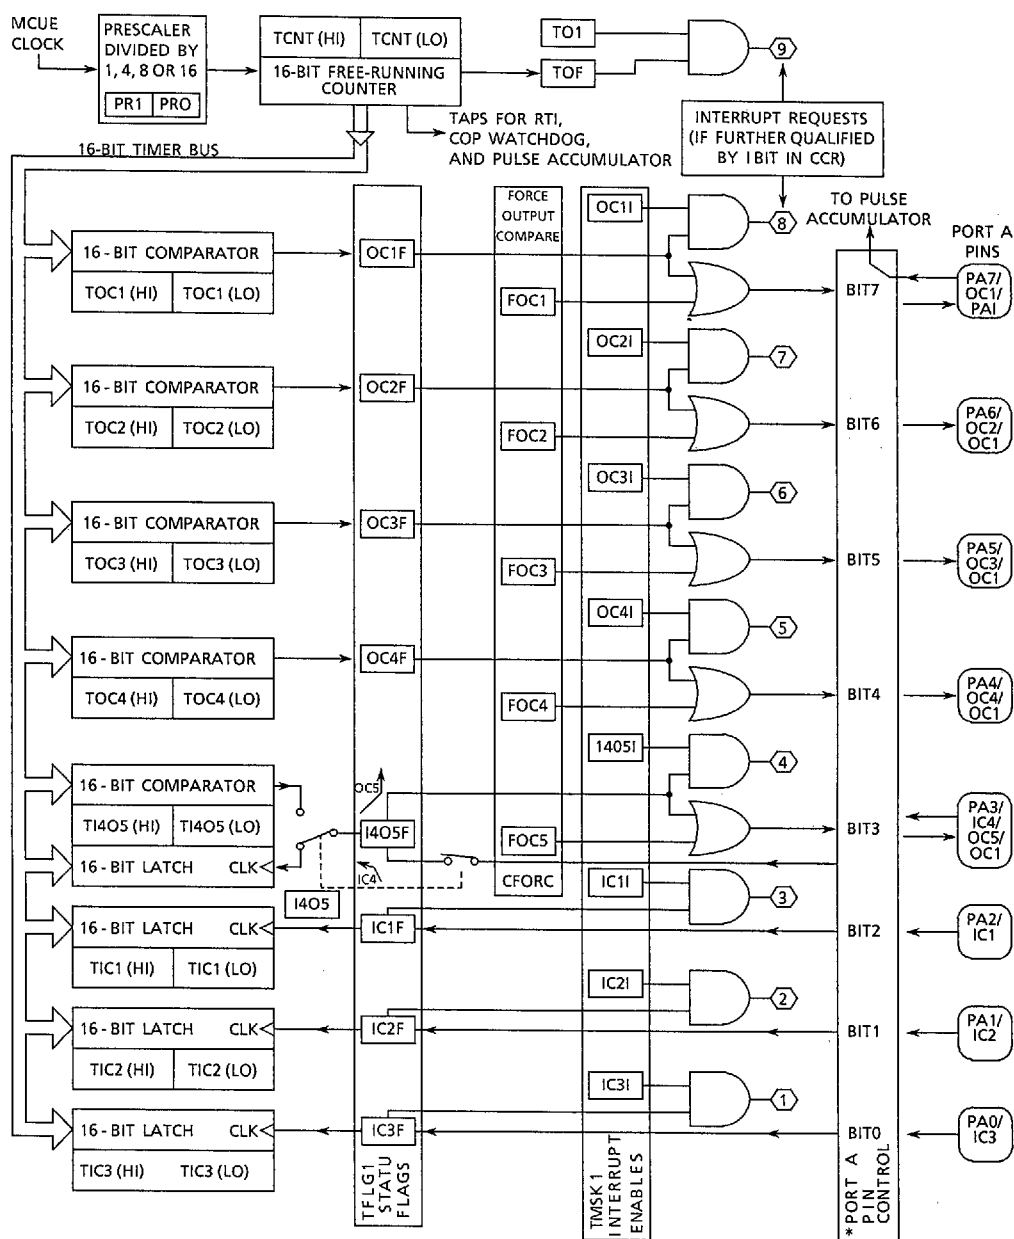 MCUE
CLOCK
PRESCALER
DIVIDED BY
1, 4, 8 OR 16
PR1 PRO
TCNT (HI) TCNT (LO)
16-BIT FREE-RUNNING
COUNTER
TO1
TOF
9
TAPS FOR RTI,
COP WATCHDOG,
AND PULSE ACCUMULATOR
INTERRUPT REQUESTS
(IF FURTHER QUALIFIED
BY I BIT IN CCR)
16-BIT TIMER BUS
FORCE
OUTPUT
COMPARE
OC1I
8
TO PULSE
ACCUMULATOR
PORT A
PINS
16 - BIT COMPARATOR
TOC1 (HI) TOC1 (LO)
OC1F
FOC1
BIT7
PA7/
OC1/
PAI
OC2I
7
16 - BIT COMPARATOR
TOC2 (HI) TOC2 (LO)
OC2F
FOC2
BIT6
PA6/
OC2/
OC1
OC3I
6
16 - BIT COMPARATOR
TOC3 (HI) TOC3 (LO)
OC3F
FOC3
BIT5
PA5/
OC3/
OC1
OC4I
5
16 - BIT COMPARATOR
TOC4 (HI) TOC4 (LO)
OC4F
FOC4
BIT4
PA4/
OC4/
OC1
1405I
4
16 - BIT COMPARATOR
TI4O5 (HI) TI4O5 (LO)
16 - BIT LATCH CLK
OC5
I4O5F
IC4
I4O5
FOC5
CFORC
BIT3
PA3/
IC4/
OC5/
OC1
IC1I
3
16 - BIT LATCH CLK
TIC1 (HI) TIC1 (LO)
IC1F
BIT2
PA2/
IC1
IC2I
2
16 - BIT LATCH CLK
TIC2 (HI) TIC2 (LO)
IC2F
BIT1
PA1/
IC2
IC3I
1
16 - BIT LATCH CLK
TIC3 (HI) TIC3 (LO)
IC3F
BIT0
PA0/
IC3
TFLG1
STATU
FLAGS
TMSK1
INTERRUPT
ENABLES
*PORT A
PIN
CONTROL